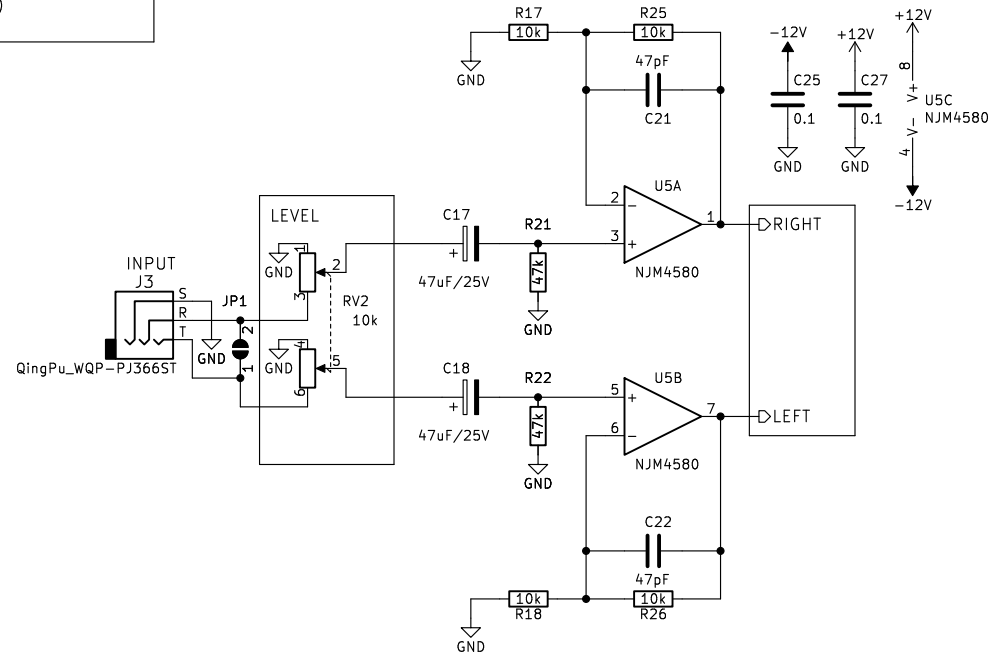 )
R17
10k
GND
R25
10k
47pF
C21
-12V
C25
0.1
GND
+12V
C27
0.1
GND
+12V
8
V+
V-
4
U5C
NJM4580
-12V
LEVEL
1
GND
2
3
RV2
10k
4
GND
5
6
INPUT
J3
S
R
T
QingPu_WQP-PJ366ST
GND
JP1
2
1
C17
+
47uF/25V
R21
47k
GND
U5A
2
-
3
+
1
NJM4580
RIGHT
C18
+
47uF/25V
R22
47k
GND
U5B
5
+
6
-
7
NJM4580
LEFT
C22
47pF
10k
R18
GND
10k
R26